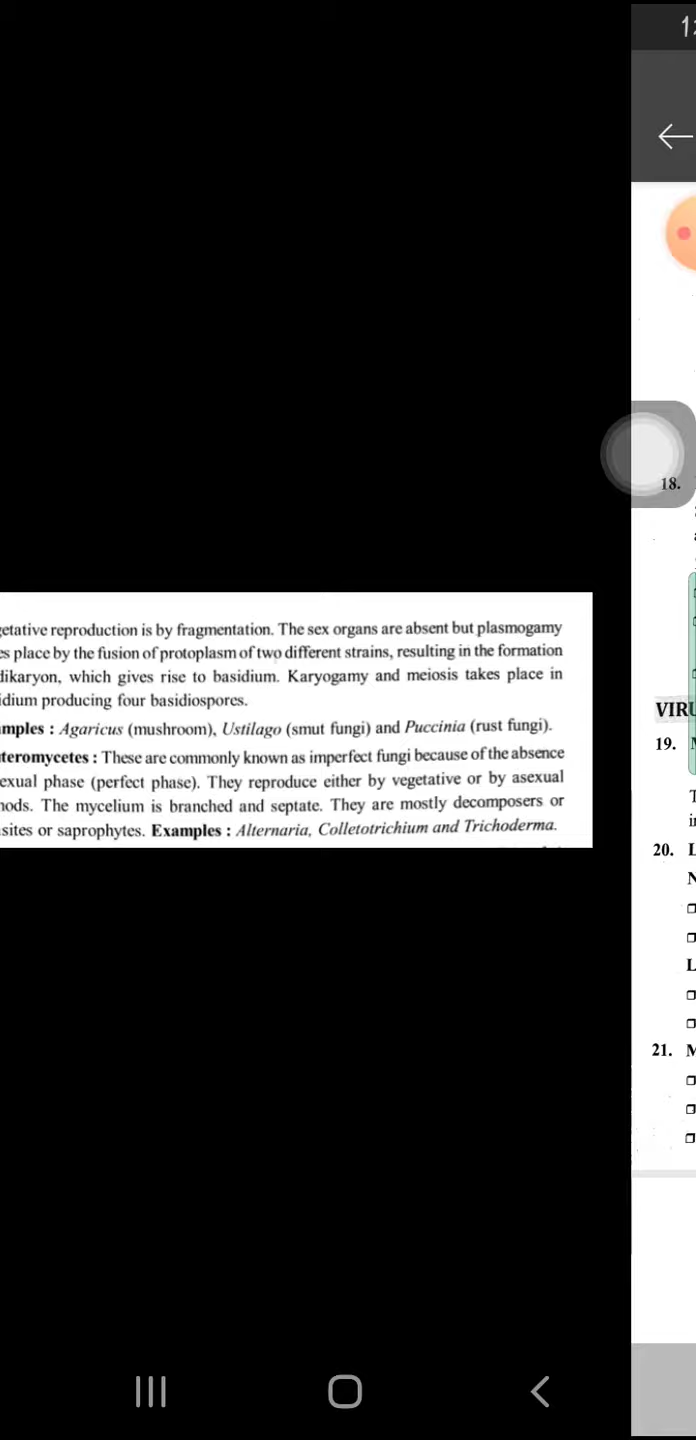 getative reproduction is by fragmentation. The sex organs are absent but plasmogamy
es place by the fusion of protoplasm of two different strains, resulting in the formation
dikaryon, which gives rise to basidium. Karyogamy and meiosis takes place in
idium producing four basidiospores.
mples : Agaricus (mushroom), Ustilago (smut fungi) and Puccinia (rust fungi).
teromycetes : These are commonly known as imperfect fungi because of the absence
exual phase (perfect phase). They reproduce either by vegetative or by asexual
nods. The mycelium is branched and septate. They are mostly decomposers or
sites or saprophytes. Examples : Alternaria, Colletotrichium and Trichoderma.
18.
VIRU
19.
20. L
N
L
21. M